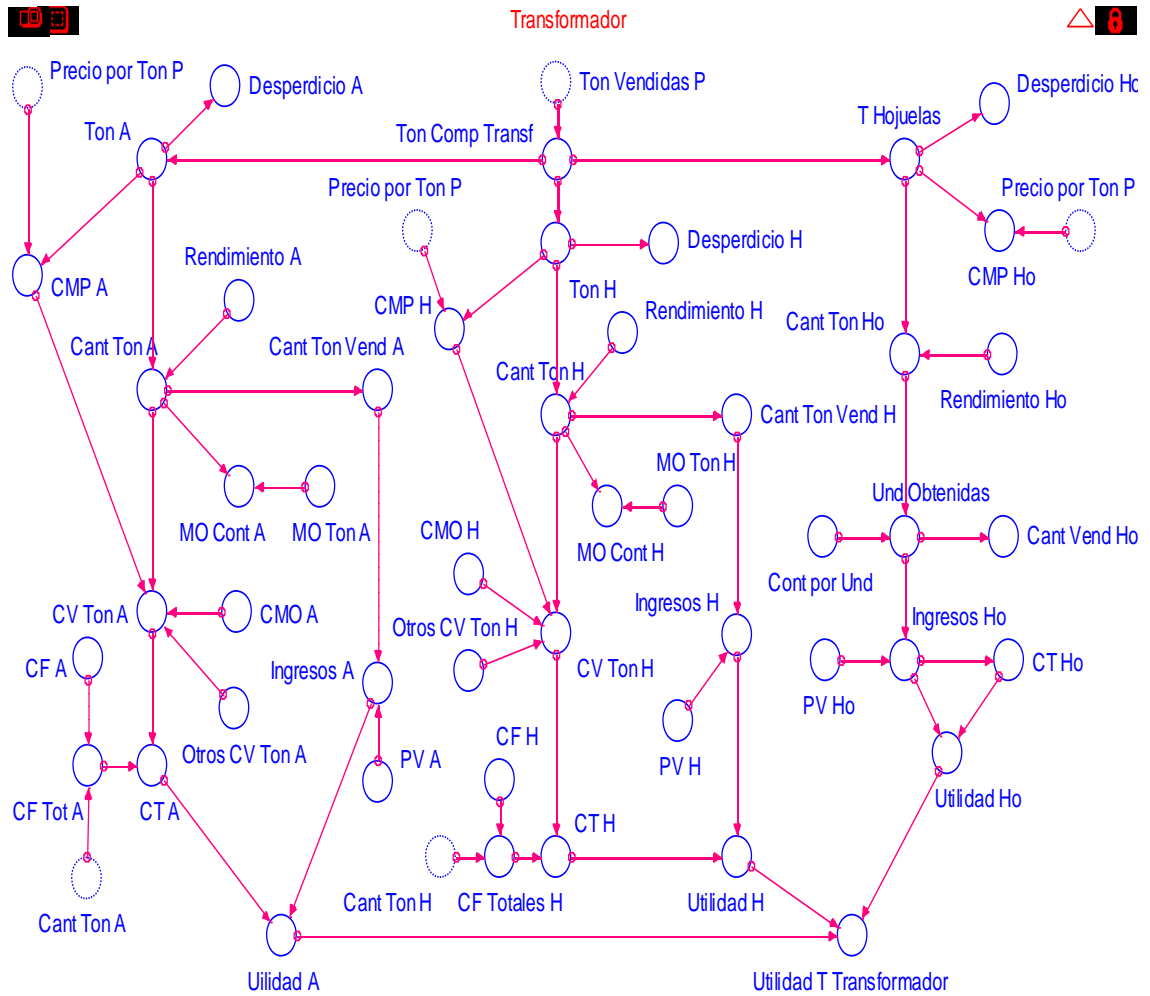 Transformador
Precio por Ton P
Desperdicio A
Ton Vendidas P
Desperdicio Ho
Ton A
Ton Comp Transf
T Hojuelas
Precio por Ton P
Precio por Ton P
Desperdicio H
Rendimiento A
CMP Ho
CMP A
Ton H
CMP H
Rendimiento H
Cant Ton Ho
Cant Ton A
Cant Ton Vend A
Cant Ton H
Rendimiento Ho
Cant Ton Vend H
MO Ton H
Und Obtenidas
MO Cont A
MO Ton A
CMO H
MO Cont H
Cant Vend Ho
Cont por Und
CV Ton A
CMO A
Otros CV Ton H
Ingresos H
Ingresos Ho
CF A
Ingresos A
CV Ton H
CT Ho
PV Ho
Otros CV Ton A
CF H
PV A
PV H
CF Tot A
CT A
Utilidad Ho
CT H
Cant Ton A
Cant Ton H
CF Totales H
Utilidad H
Uilidad A
Utilidad T Transformador